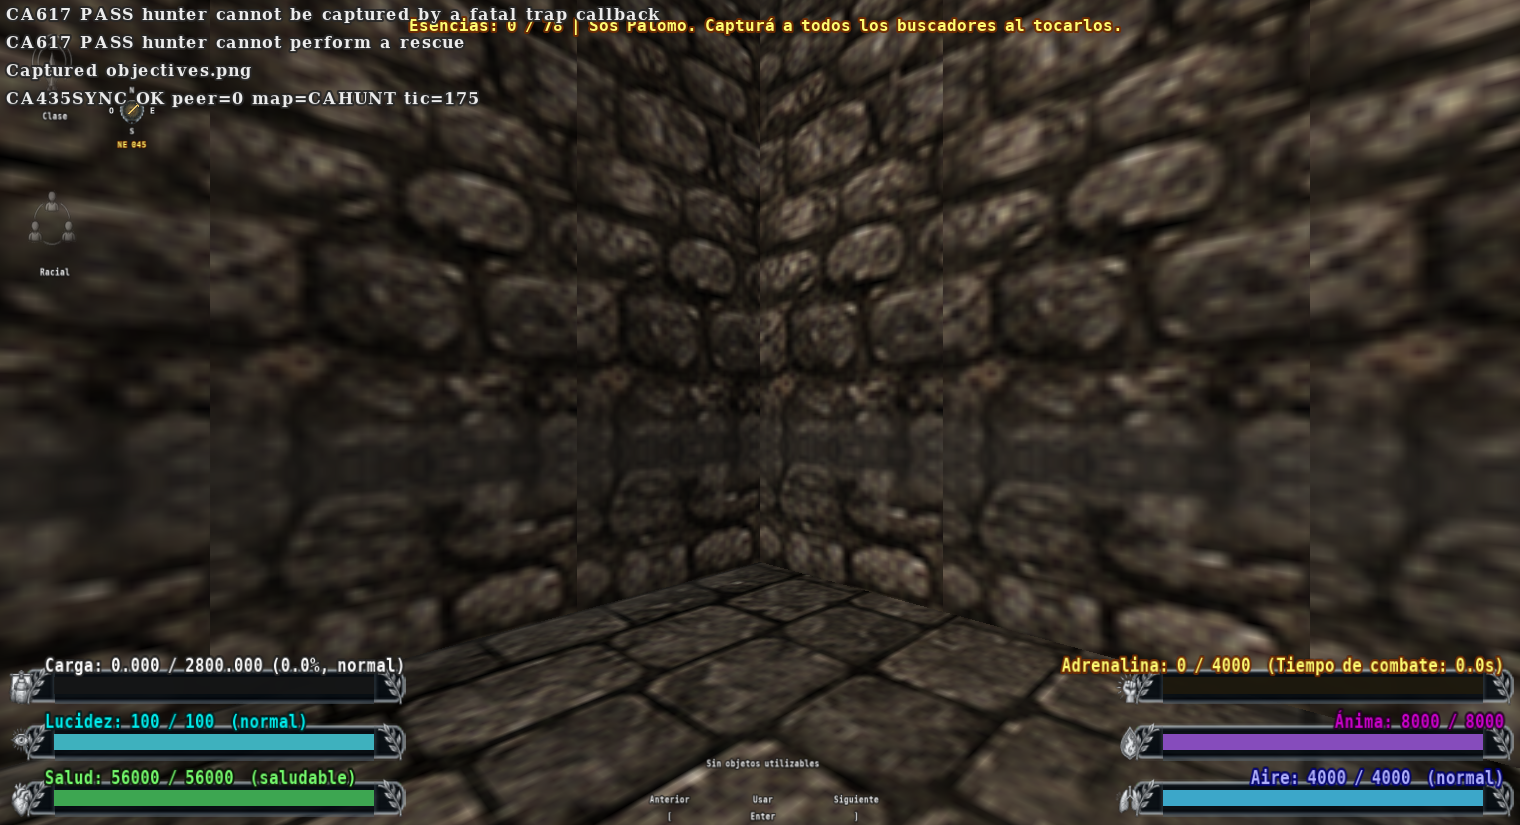 CA617 PASS hunter cannot be captured by a fatal trap callback
Esencias: 0 / 78 | Sos Palomo. Capturá a todos los buscadores al tocarlos.
CA617 PASS hunter cannot perform a rescue
Captured objectives.png
CA435SYNC OK peer=0 map=CAHUNT tic=175
N
O E
Clase
S
NE 045
Racial
Carga: 0.000 / 2800.000 (0.0%, normal)
Lucidez: 100 / 100 (normal)
Salud: 56000 / 56000 (saludable)
Adrenalina: 0 / 4000 (Tiempo de combate: 0.0s)
Ánima: 8000 / 8000
Aire: 4000 / 4000 (normal)
Sin objetos utilizables
Anterior Usar Siguiente
[ Enter ]